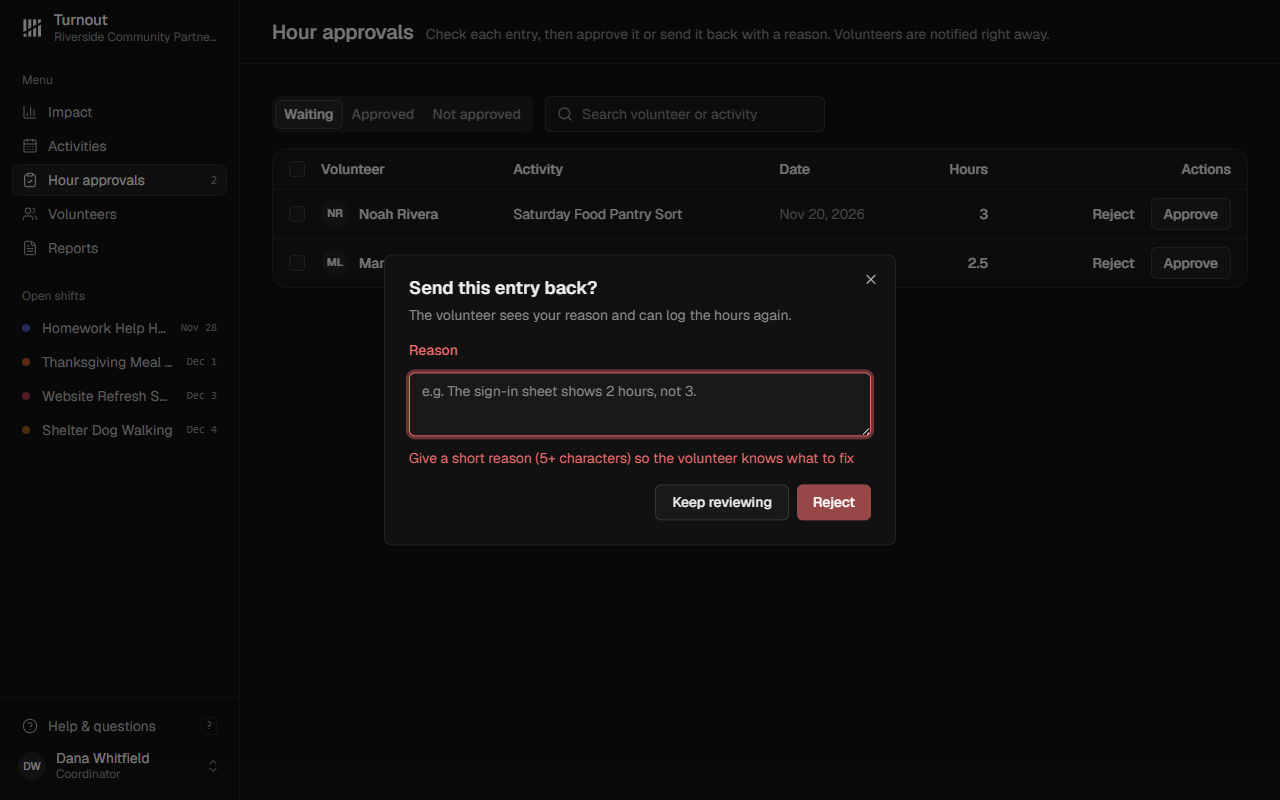 Turnout
Riverside Community Partne...
Menu
Impact
Activities
Hour approvals 2
Volunteers
Reports
Open shifts
Homework Help H... Nov 28
Thanksgiving Meal ... Dec 1
Website Refresh S... Dec 3
Shelter Dog Walking Dec 4
Help & questions ?
DW Dana Whitfield
Coordinator
Hour approvals Check each entry, then approve it or send it back with a reason. Volunteers are notified right away.
Waiting Approved Not approved Search volunteer or activity
Volunteer Activity Date Hours Actions
NR Noah Rivera Saturday Food Pantry Sort Nov 20, 2026 3 Reject Approve
ML Mar 2.5 Reject Approve
Send this entry back?
The volunteer sees your reason and can log the hours again.
Reason
e.g. The sign-in sheet shows 2 hours, not 3.
Give a short reason (5+ characters) so the volunteer knows what to fix
Keep reviewing Reject